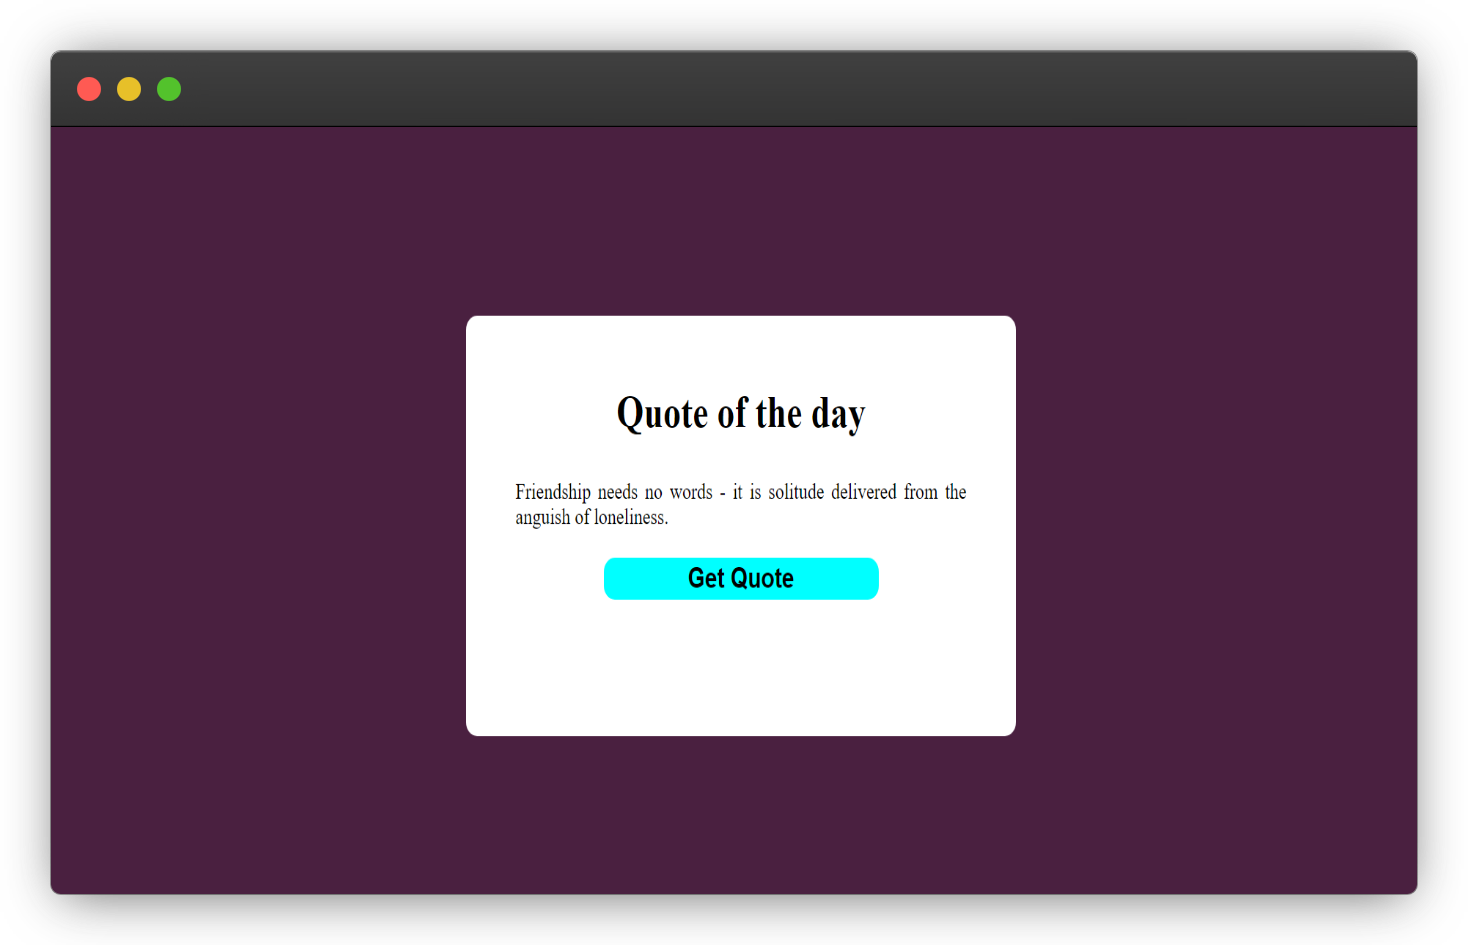 Quote of the day
Friendship needs no words - it is solitude delivered from the
anguish of loneliness.
Get Quote